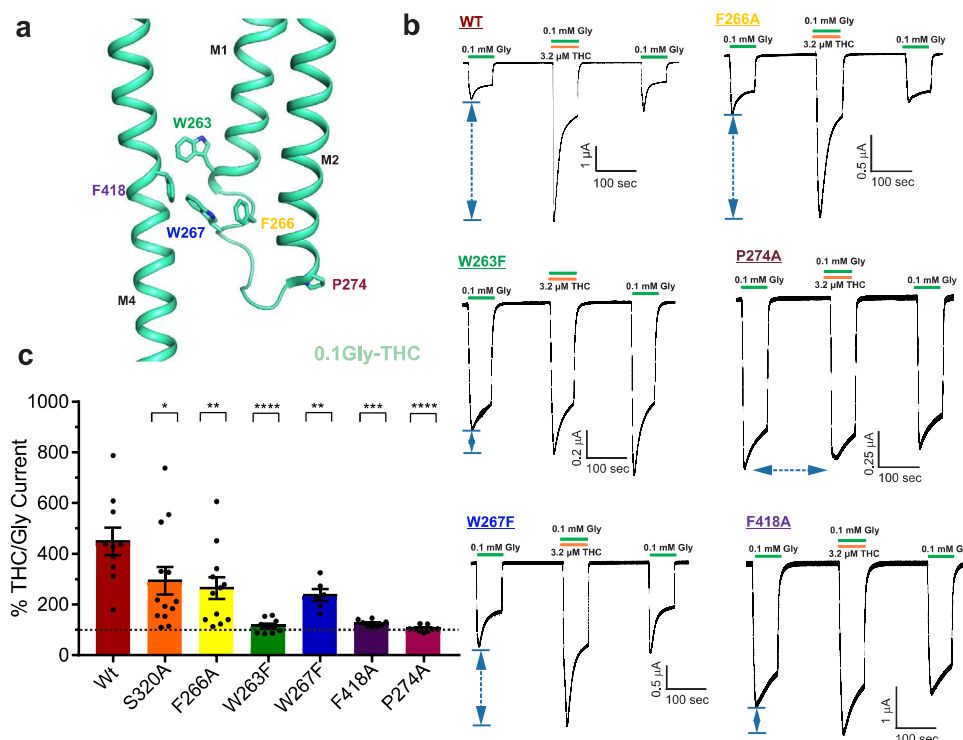 a
M1
W263
M2
F418
F266
W267
P274
M4
0.1Gly-THC
b
WT
0.1 mM Gly
0.1 mM Gly
3.2 µM THC
0.1 mM Gly
1 µA
100 sec
F266A
0.1 mM Gly
0.1 mM Gly
3.2 µM THC
0.1 mM Gly
0.5 µA
100 sec
W263F
0.1 mM Gly
0.1 mM Gly
3.2 µM THC
0.1 mM Gly
0.2 µA
100 sec
P274A
0.1 mM Gly
0.1 mM Gly
3.2 µM THC
0.1 mM Gly
0.25 µA
100 sec
W267F
0.1 mM Gly
0.1 mM Gly
3.2 µM THC
0.1 mM Gly
0.5 µA
100 sec
F418A
0.1 mM Gly
0.1 mM Gly
3.2 µM THC
0.1 mM Gly
1 µA
100 sec
c
% THC/Gly Current
1000
800
600
400
200
0
* ** **** ** *** ****
Wt
S320A
F266A
W263F
W267F
F418A
P274A